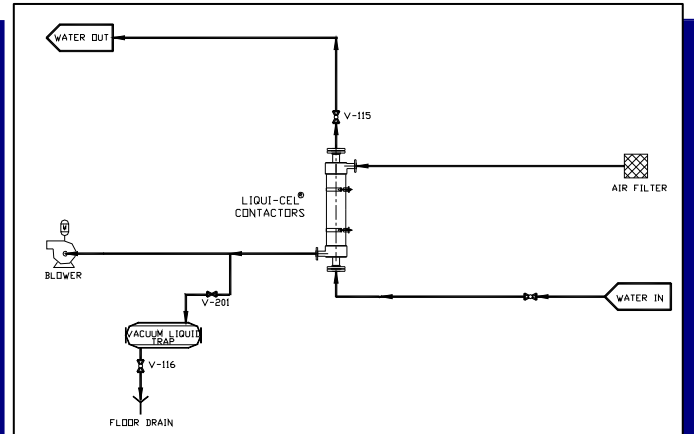 WATER OUT
V-115
AIR FILTER
LIQUI-CEL®
CONTACTORS
M
BLOWER
V-201
WATER IN
VACUUM LIQUID
TRAP
V-116
FLOOR DRAIN